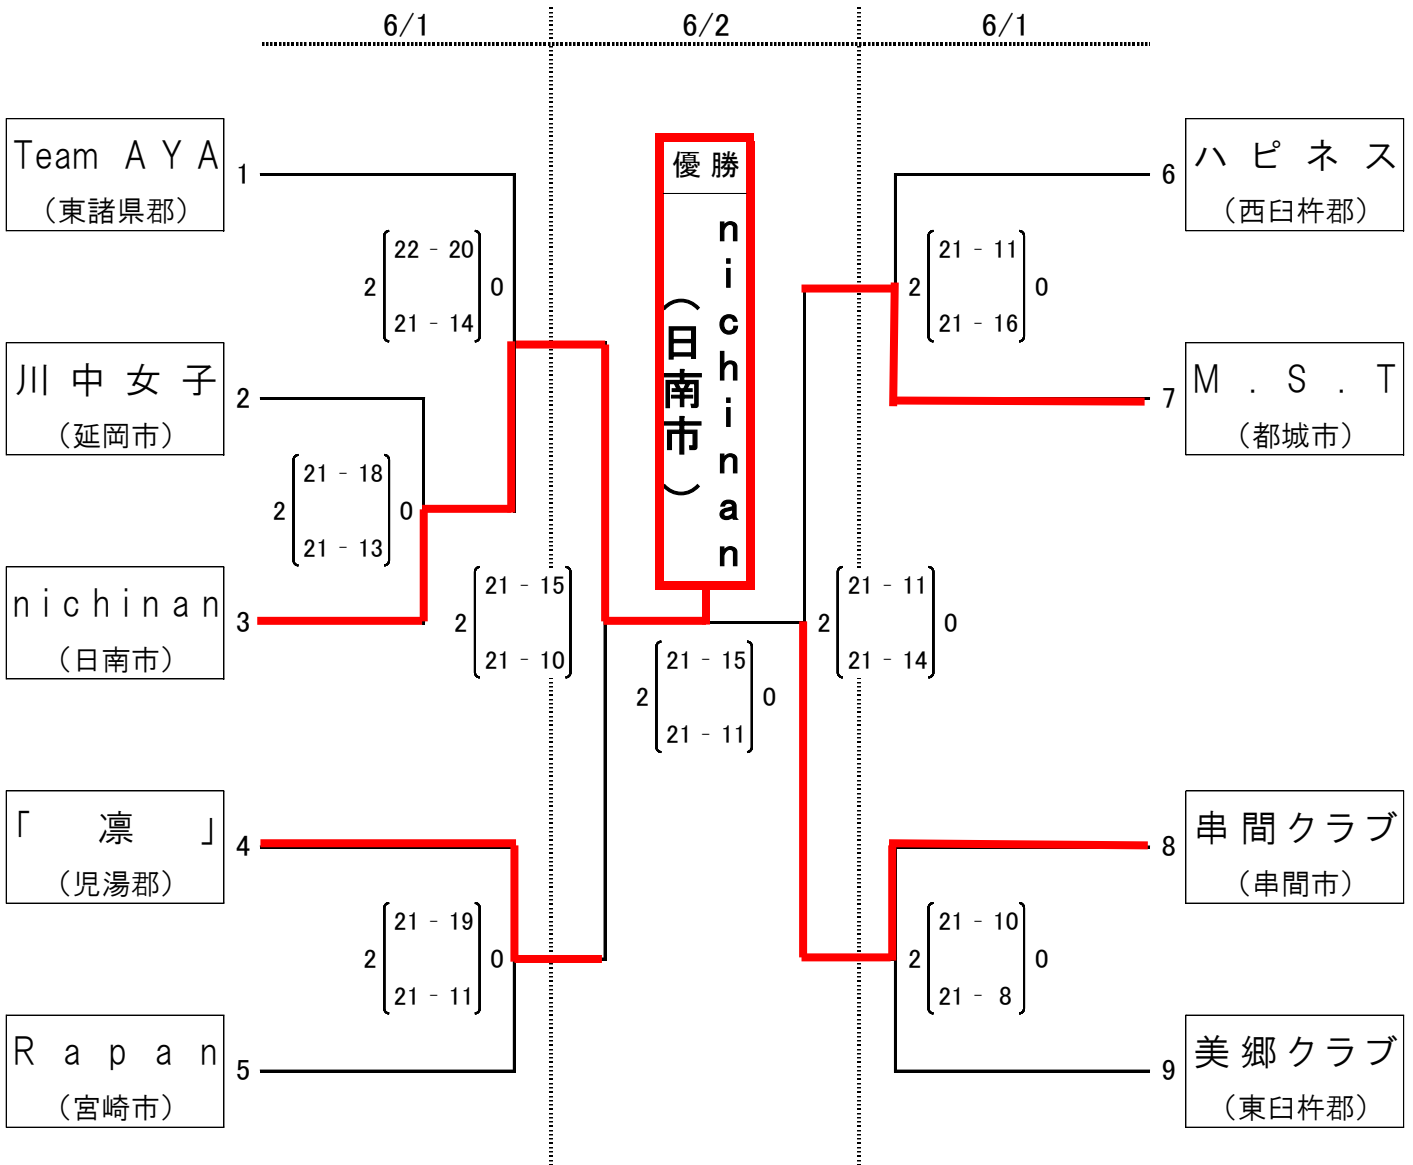 6/1
6/2
6/1
Team AYA
(東諸県郡)
1
川中女子
(延岡市)
2
nichinan
(日南市)
3
「凛」
(児湯郡)
4
Rapan
(宮崎市)
5
22 - 20
2 0
21 - 14
21 - 18
2 0
21 - 13
21 - 15
2
21 - 10
21 - 19
2 0
21 - 11
優勝
nichinan
(日南市)
21 - 15
2 0
21 - 11
21 - 11
2 0
21 - 14
21 - 11
2 0
21 - 16
21 - 10
2 0
21 - 8
6
ハピネス
(西臼杵郡)
7
M.S.T
(都城市)
8
串間クラブ
(串間市)
9
美郷クラブ
(東臼杵郡)